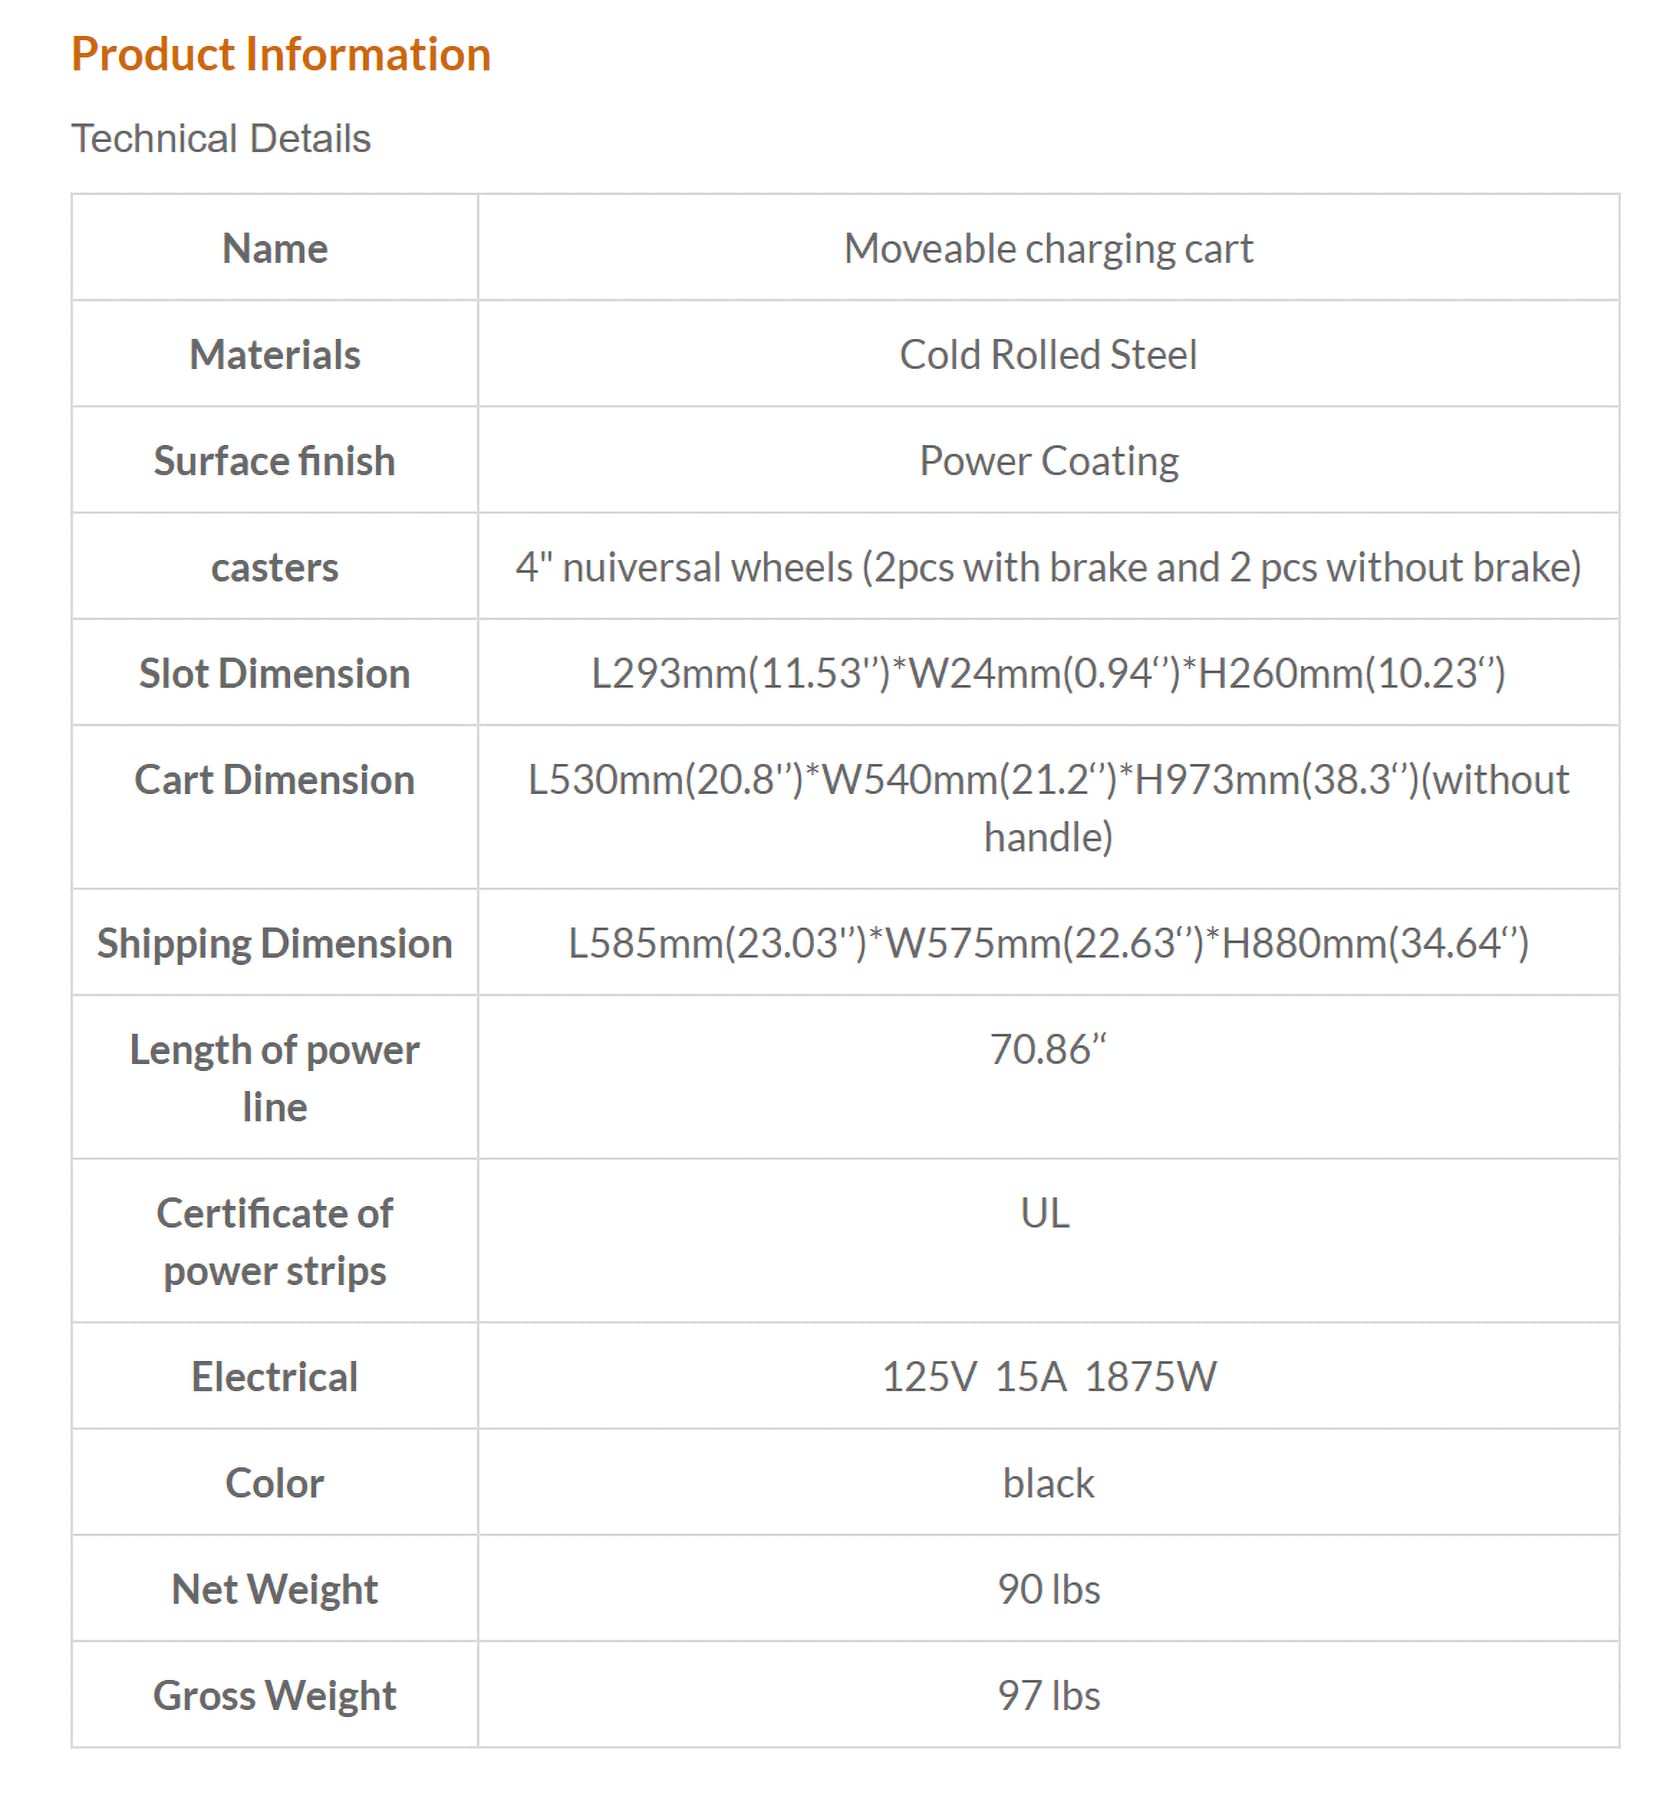 Product Information
Technical Details
Name
Moveable charging cart
Materials
Cold Rolled Steel
Surface finish
Power Coating
casters
4" nuiversal wheels (2pcs with brake and 2 pcs without brake)
Slot Dimension
L293mm(11.53'’)*W24mm(0.94‘’)*H260mm(10.23‘’)
Cart Dimension
L530mm(20.8'’)*W540mm(21.2‘’)*H973mm(38.3‘’)(without
handle)
Shipping Dimension
L585mm(23.03'’)*W575mm(22.63‘’)*H880mm(34.64‘’)
Length of power
line
70.86’‘
Certificate of
power strips
UL
Electrical
125V  15A  1875W
Color
black
Net Weight
90 lbs
Gross Weight
97 lbs